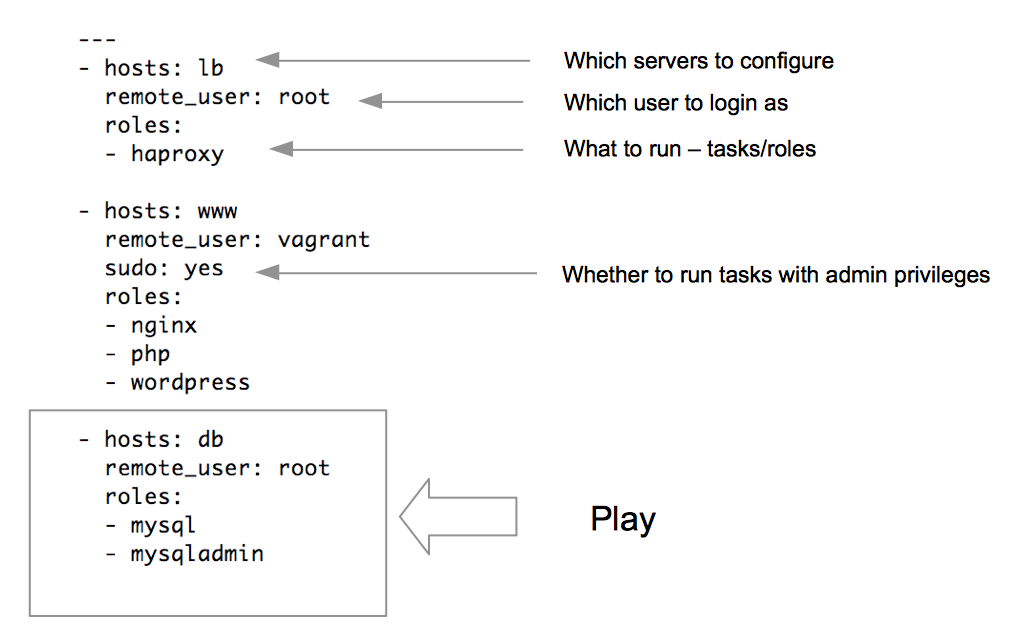 ---
- hosts: lb
Which servers to configure
remote_user: root
Which user to login as
roles:
- haproxy
What to run – tasks/roles
- hosts: www
remote_user: vagrant
sudo: yes
Whether to run tasks with admin privileges
roles:
- nginx
- php
- wordpress
- hosts: db
remote_user: root
roles:
- mysql
- mysqladmin
Play